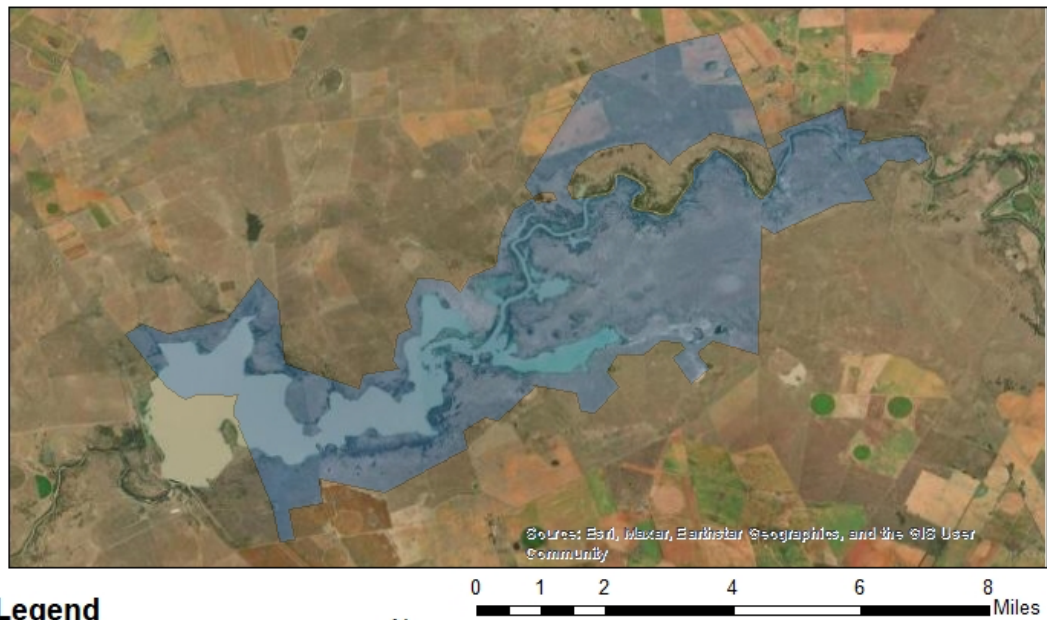 Source: Esri, Maxar, Earthstar Geographics, and the GIS User
Community
0 1 2 4 6 8
Miles
Legend